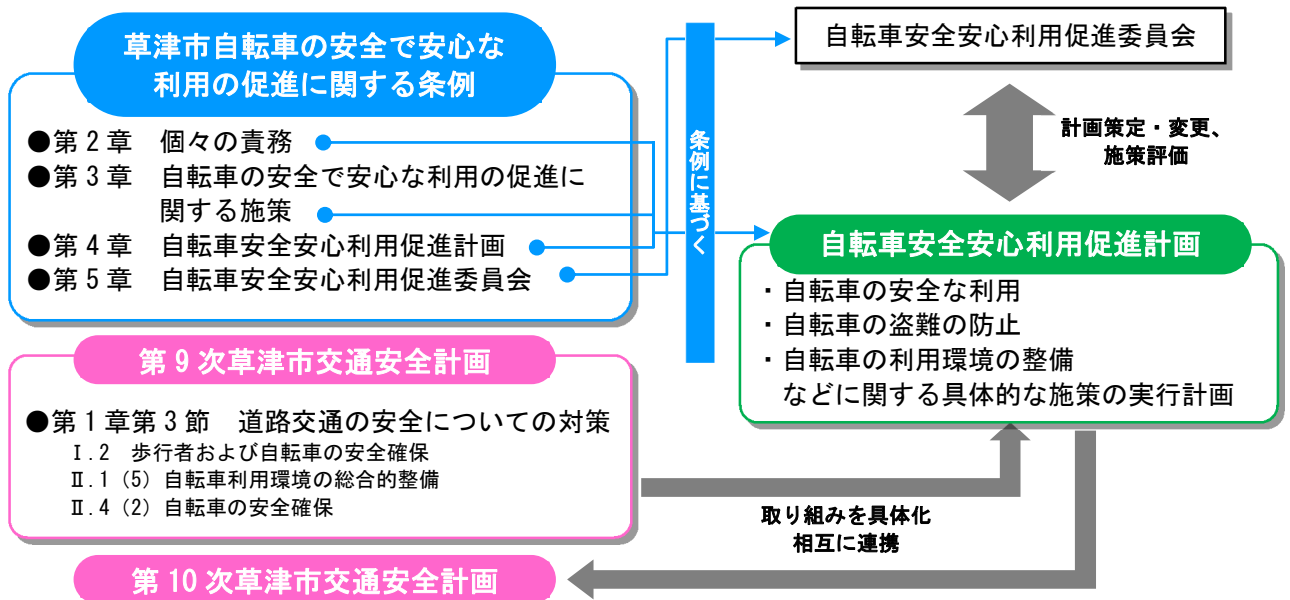 草津市自転車の安全で安心な
利用の促進に関する条例
●第2章 個々の責務
●第3章 自転車の安全で安心な利用の促進に
関する施策
●第4章 自転車安全安心利用促進計画
●第5章 自転車安全安心利用促進委員会
条例に基づく
自転車安全安心利用促進委員会
計画策定・変更、
施策評価
自転車安全安心利用促進計画
・自転車の安全な利用
・自転車の盗難の防止
・自転車の利用環境の整備
などに関する具体的な施策の実行計画
第9次草津市交通安全計画
●第1章第3節 道路交通の安全についての対策
Ⅰ.2 歩行者および自転車の安全確保
Ⅱ.1(5)自転車利用環境の総合的整備
Ⅱ.4(2)自転車の安全確保
取り組みを具体化
相互に連携
第10次草津市交通安全計画